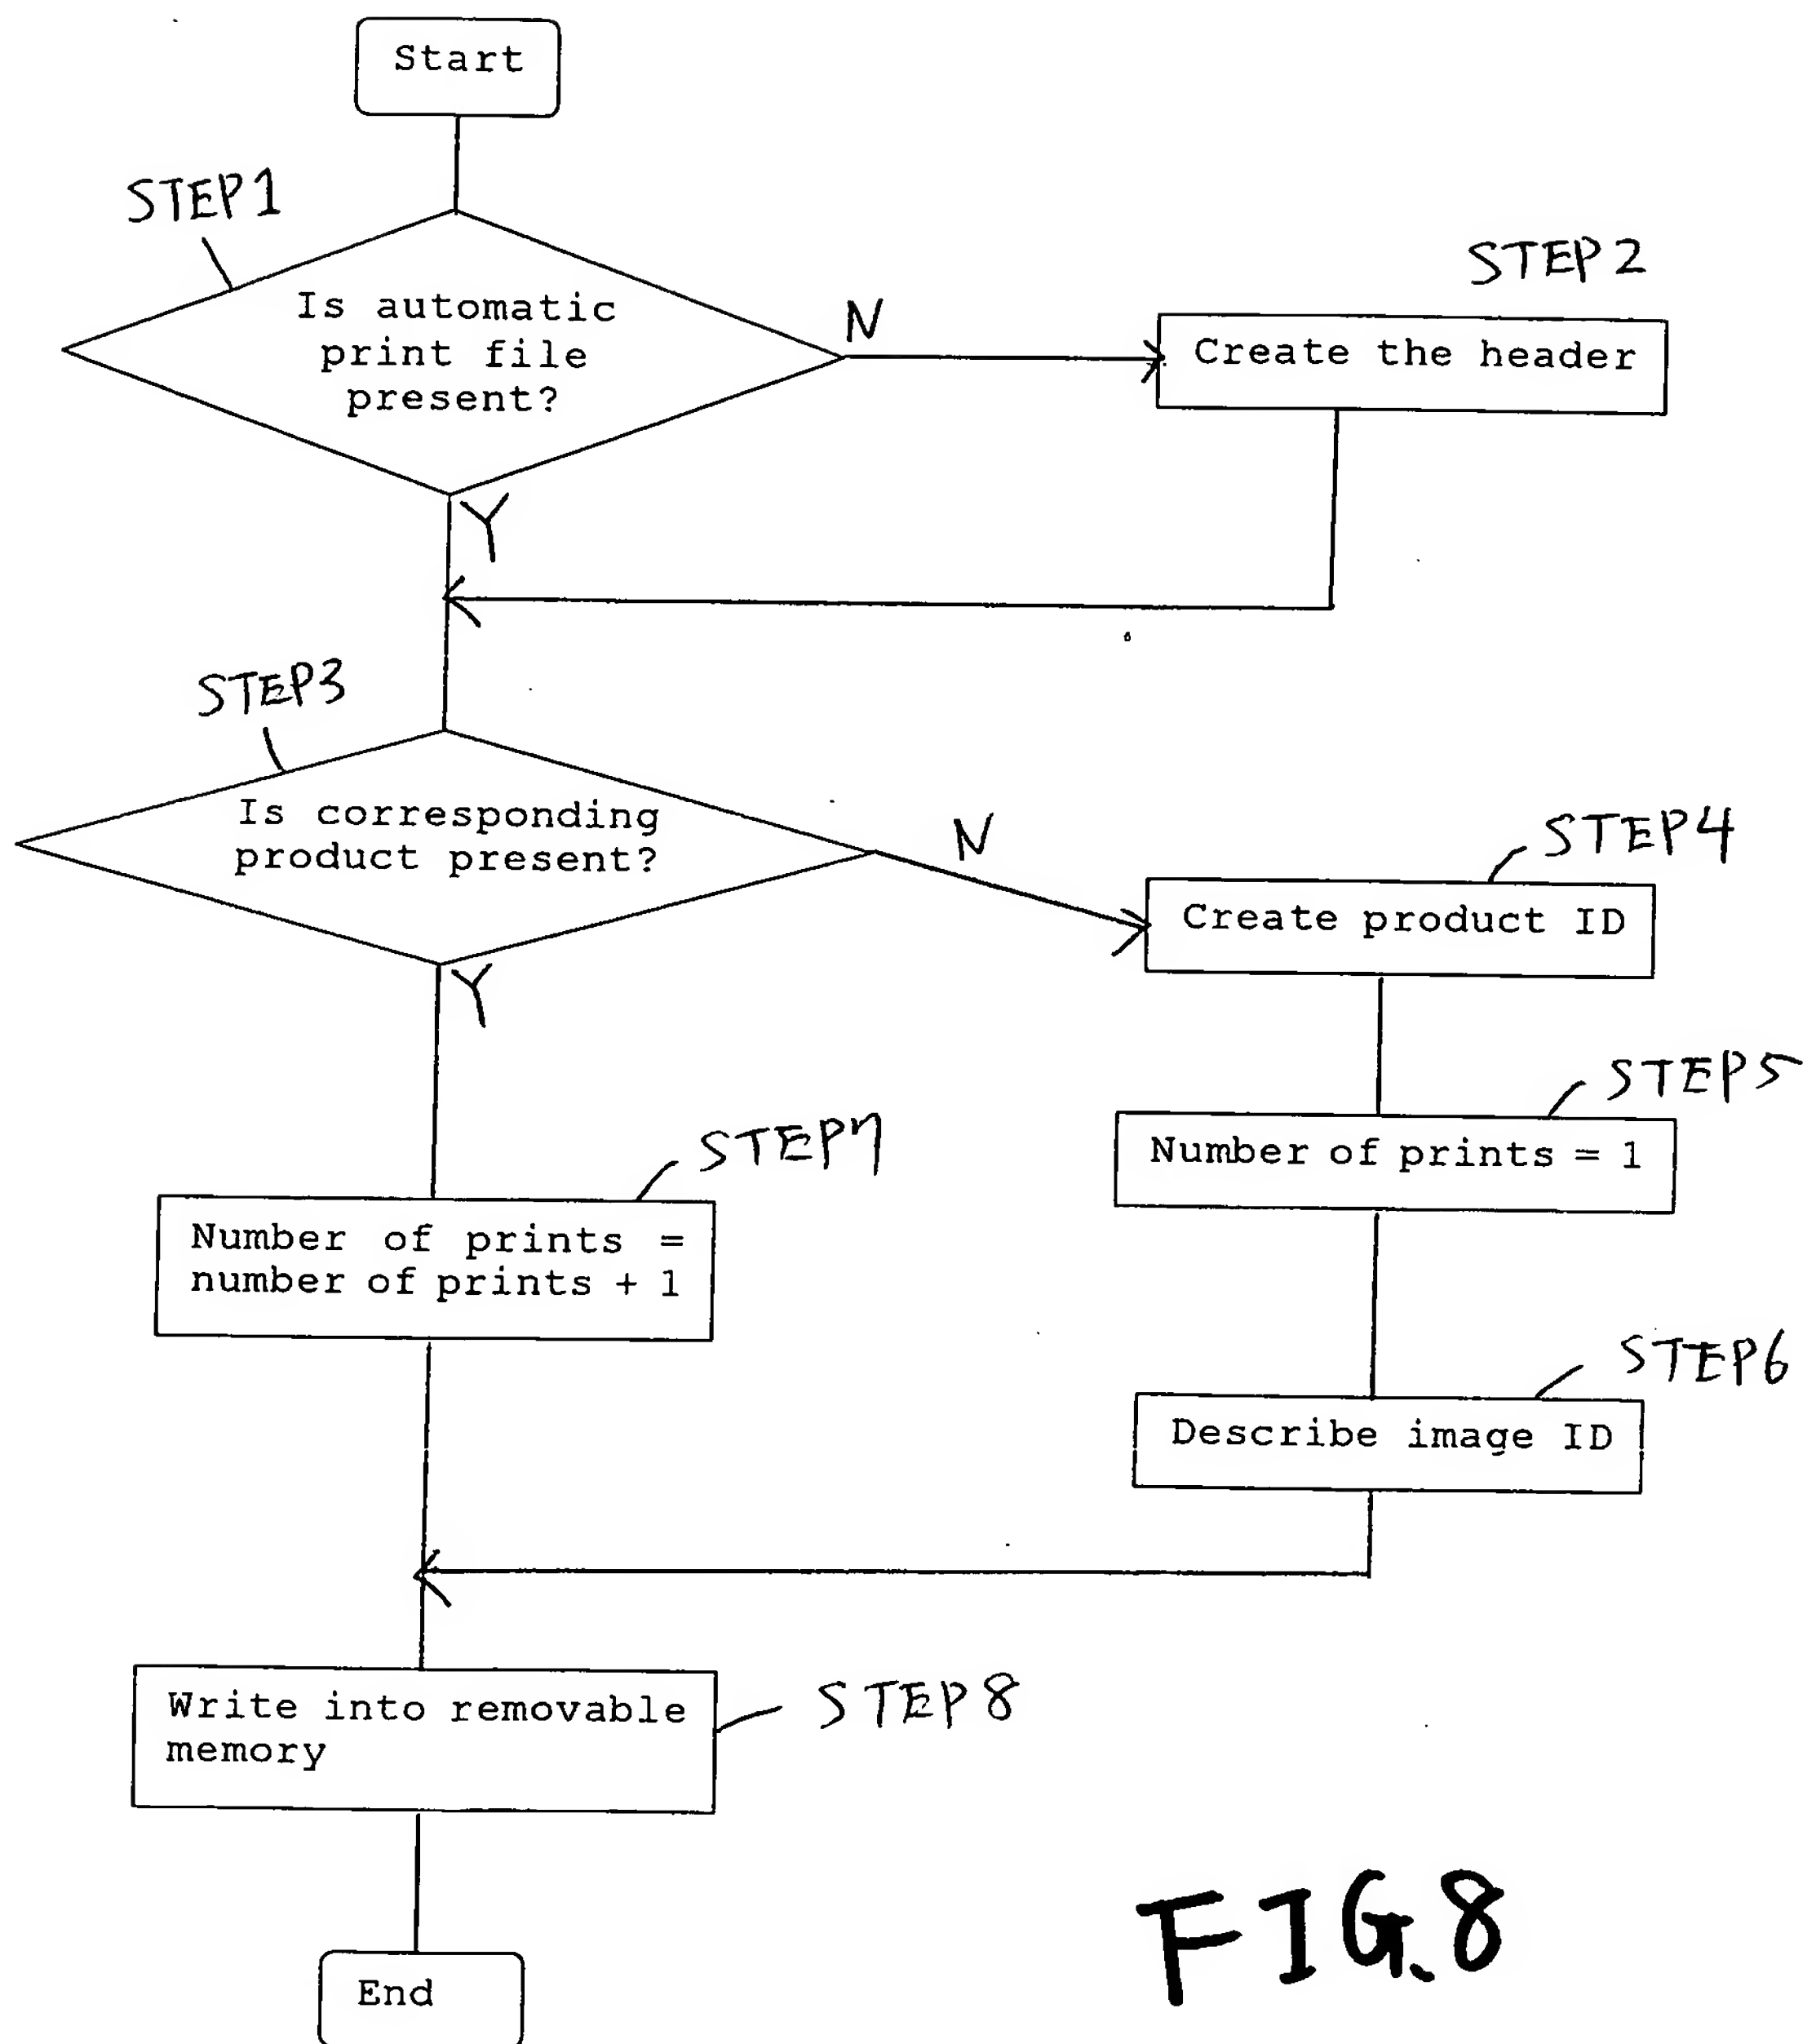 Start
STEP1
Is automatic
print file
present?
N
STEP2
Create the header
Y
STEP3
Is corresponding
product present?
N
STEP4
Create product ID
Y
STEP5
Number of prints = 1
STEP7
Number of prints =
number of prints + 1
STEP6
Describe image ID
Write into removable
memory
STEP8
End
FIG.8